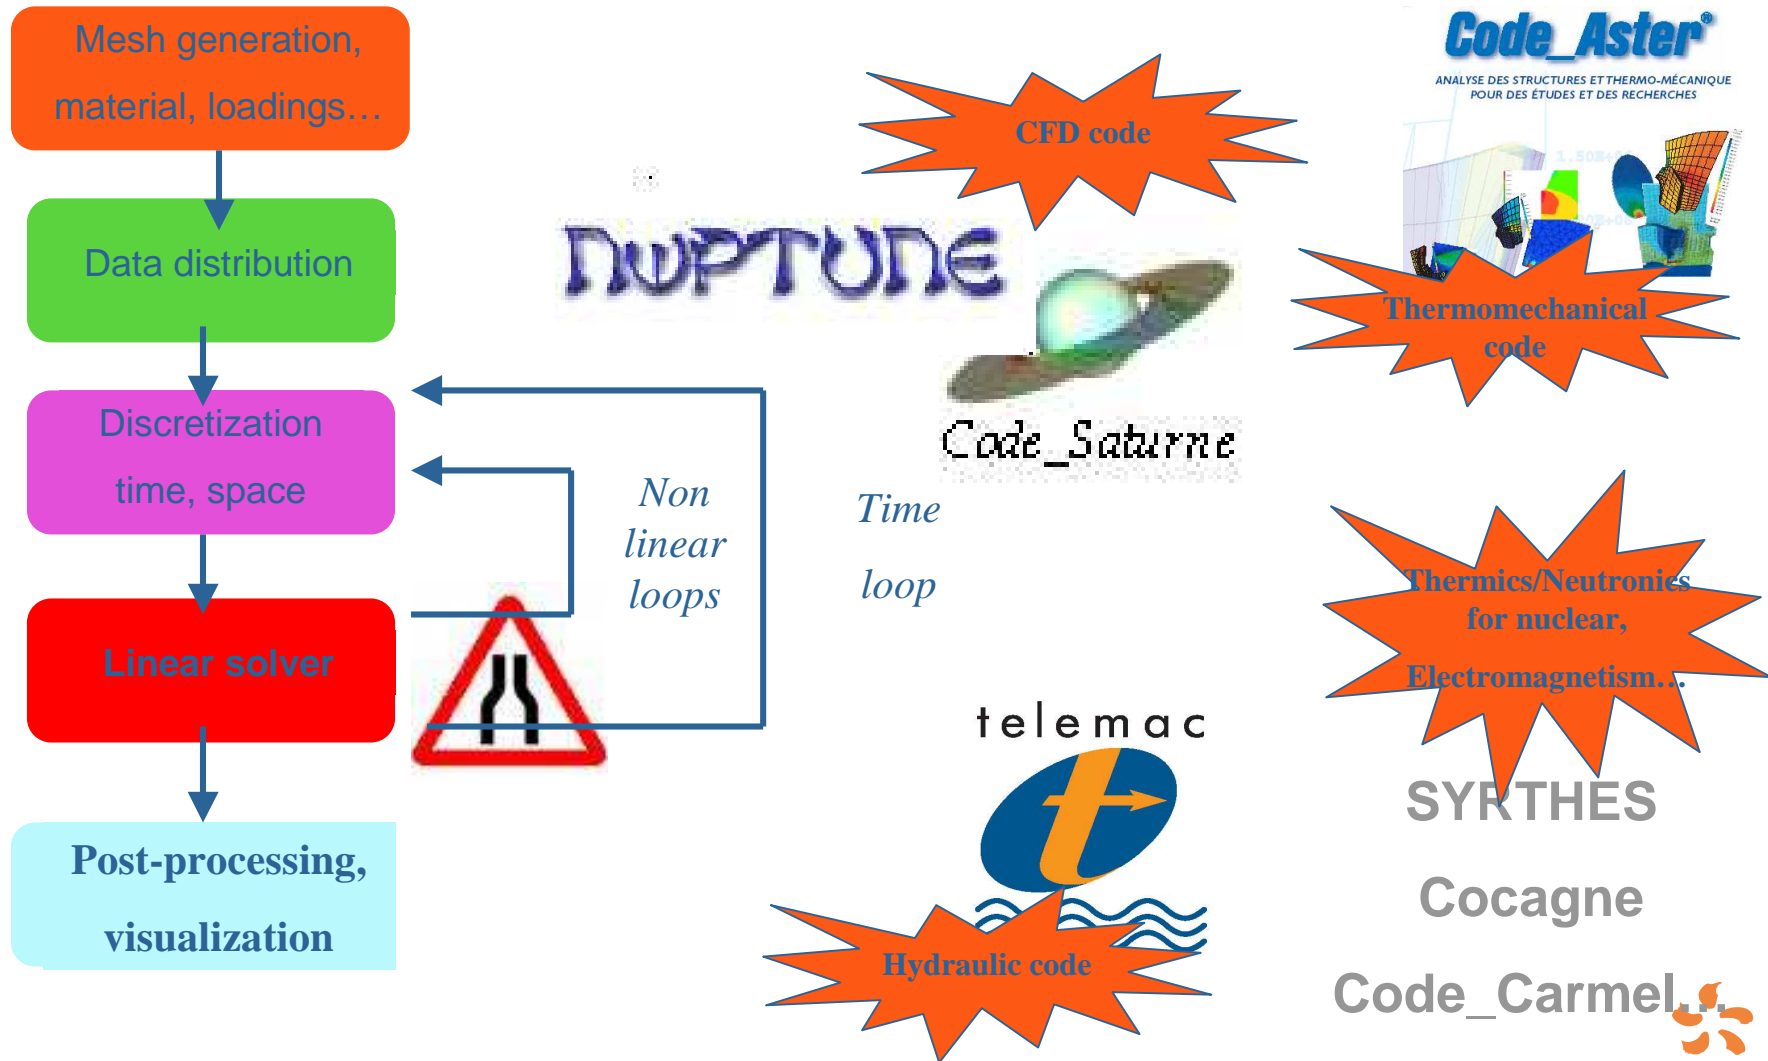 Mesh generation,
material, loadings…
Data distribution
Discretization
time, space
Linear solver
Post-processing,
visualization
Non
linear
loops
Time
loop
CFD code
NEPTUNE
Code_Saturne
telemac
Hydraulic code
Code_Aster®
ANALYSE DES STRUCTURES ET THERMO-MÉCANIQUE
POUR DES ÉTUDES ET DES RECHERCHES
Thermomechanical
code
Thermics/Neutronics
for nuclear,
Electromagnetism…
SYRTHES
Cocagne
Code_Carmel…